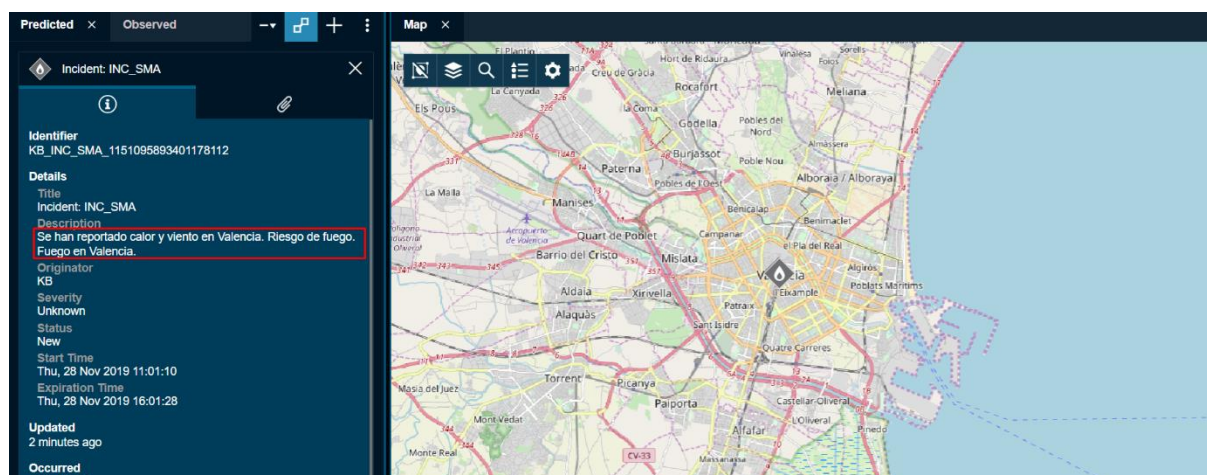 Predicted × Observed
Map ×
Incident: INC_SMA
Identifier
KB_INC_SMA_1151095893401178112
Details
Title
Incident: INC_SMA
Description
Se han reportado calor y viento en Valencia. Riesgo de fuego.
Fuego en Valencia.
Originator
KB
Severity
Unknown
Status
New
Start Time
Thu, 28 Nov 2019 11:01:10
Expiration Time
Thu, 28 Nov 2019 16:01:28
Updated
2 minutes ago
Occurred
El Plantin
Hort de Ridaura
Vinalesa
Sorells
Foios
Creu de Gràcia
Rocafort
Meliana
La Canyada
la Coma
Els Pous
Godella
Pobles del
Nord
Almàssera
Burjassot
Poble Nou
Paterna
Alboraia / Alboraya
Pobles de l'Oest
La Malla
Manises
Benicalap
Benimaclet
Aeropuerto
de Valencia
Quart de Poblet
Campanar
el Pla del Real
Barrio del Cristo
Mislata
Algirós
Aldaia
Xirivella
l'Eixample
Poblats Marítims
Patraix
Alaquàs
Sant Isidre
Quatre Carreres
Torrent
Picanya
Masia del Juez
Castellar-Oliveral
Paiporta
L'Oliveral
Mont Vedat
Alfafar
Pinedo
Monte Real
CV-33
Massanassa